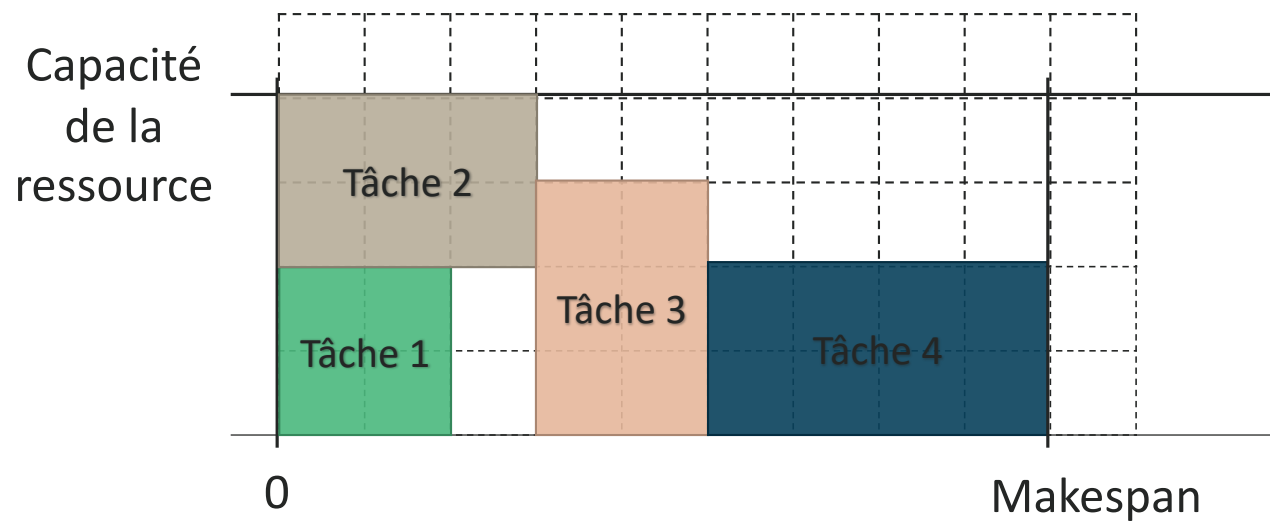 Capacité
de la
ressource
Tâche 2
Tâche 3
Tâche 1
Tâche 4
0
Makespan